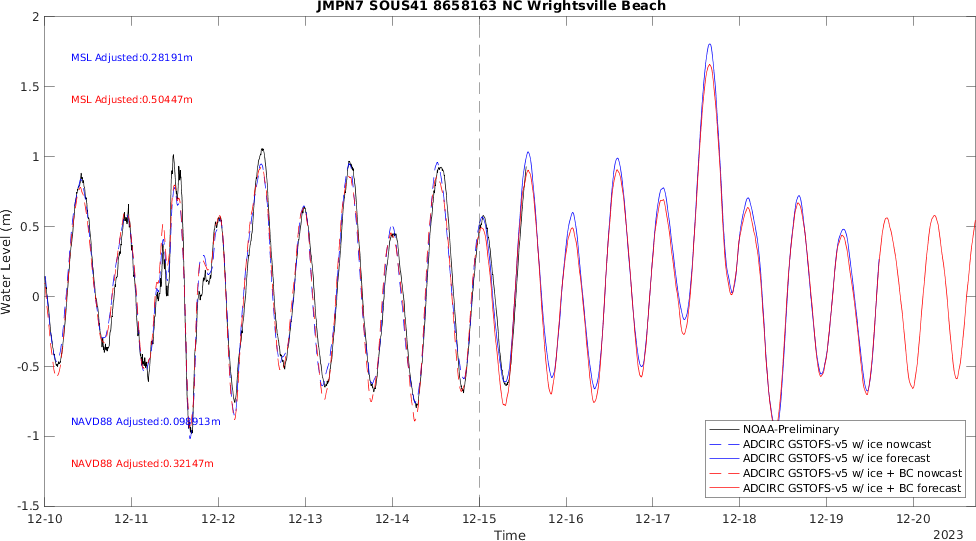 JMPN7 SOUS41 8658163 NC Wrightsville Beach
2
1.5
1
0.5
0
-0.5
-1
-1.5
Water Level (m)
MSL Adjusted:0.28191m
MSL Adjusted:0.50447m
NAVD88 Adjusted:0.098913m
NAVD88 Adjusted:0.32147m
NOAA-Preliminary
ADCIRC GSTOFS-v5 w/ ice nowcast
ADCIRC GSTOFS-v5 w/ ice forecast
ADCIRC GSTOFS-v5 w/ ice + BC nowcast
ADCIRC GSTOFS-v5 w/ ice + BC forecast
12-10 12-11 12-12 12-13 12-14 12-15 12-16 12-17 12-18 12-19 12-20
Time
2023